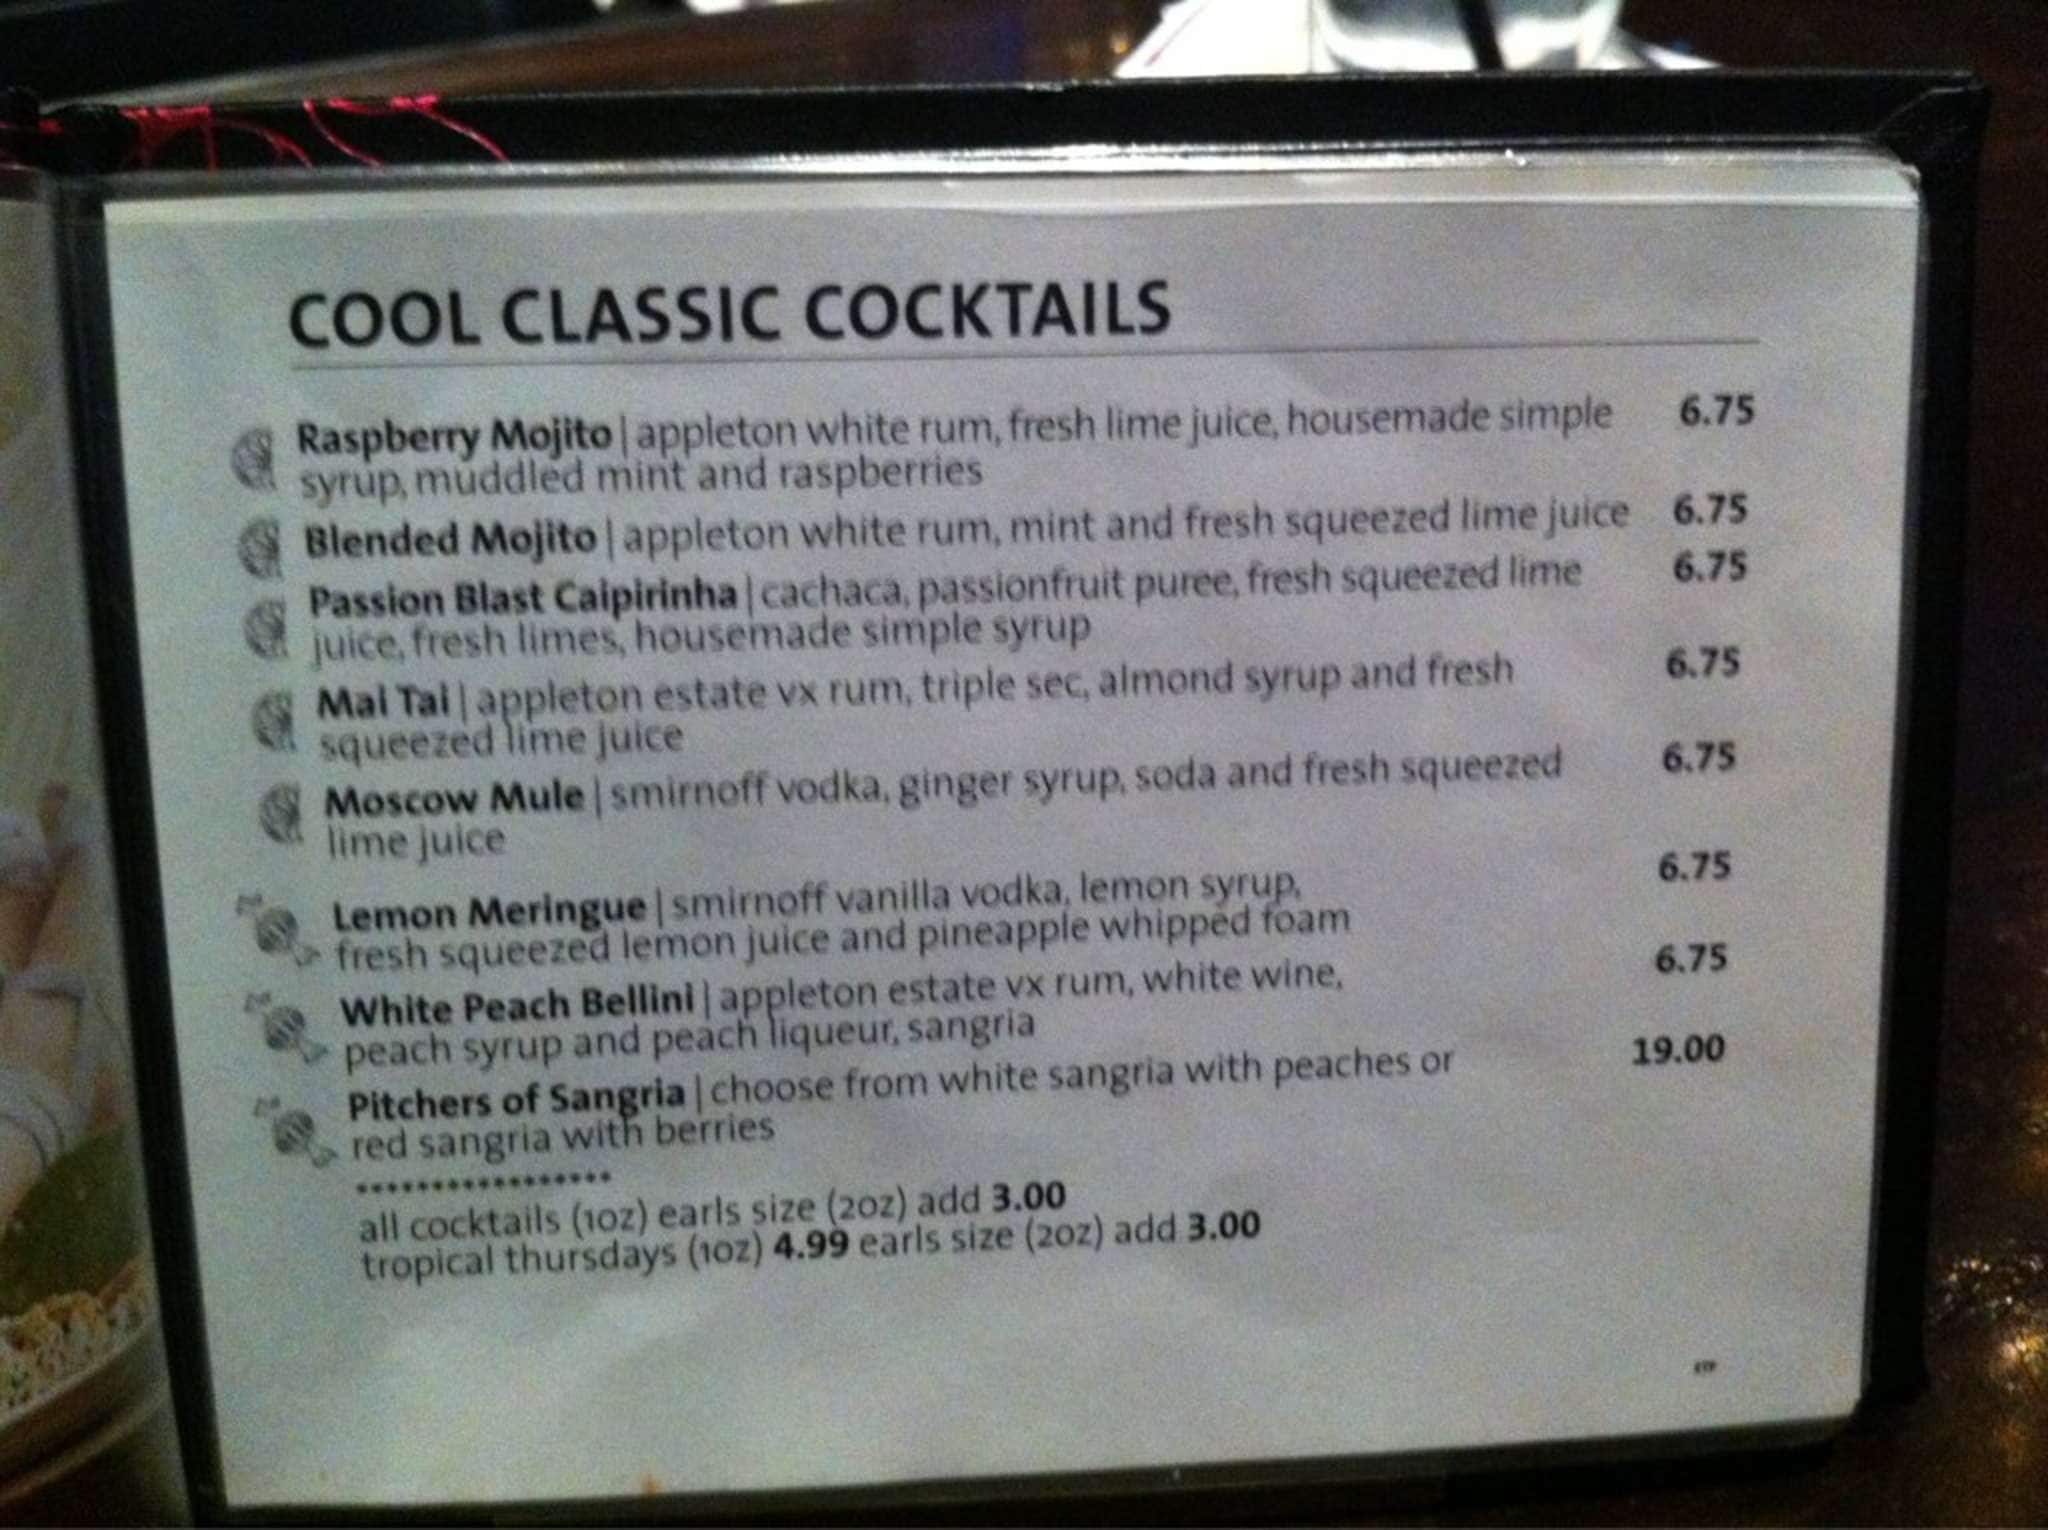 COOL CLASSIC COCKTAILS
Raspberry Mojito | appleton white rum, fresh lime juice, housemade simple 6.75
syrup, muddled mint and raspberries
Blended Mojito | appleton white rum, mint and fresh squeezed lime juice 6.75
Passion Blast Caipirinha | cachaca, passionfruit puree, fresh squeezed lime 6.75
juice, fresh limes, housemade simple syrup
Mai Tai | appleton estate vx rum, triple sec, almond syrup and fresh 6.75
squeezed lime juice
Moscow Mule | smirnoff vodka, ginger syrup, soda and fresh squeezed 6.75
lime juice
Lemon Meringue | smirnoff vanilla vodka, lemon syrup, 6.75
fresh squeezed lemon juice and pineapple whipped foam
White Peach Bellini | appleton estate vx rum, white wine, 6.75
peach syrup and peach liqueur, sangria
Pitchers of Sangria | choose from white sangria with peaches or 19.00
red sangria with berries
all cocktails (1oz) earls size (2oz) add 3.00
tropical thursdays (1oz) 4.99 earls size (2oz) add 3.00